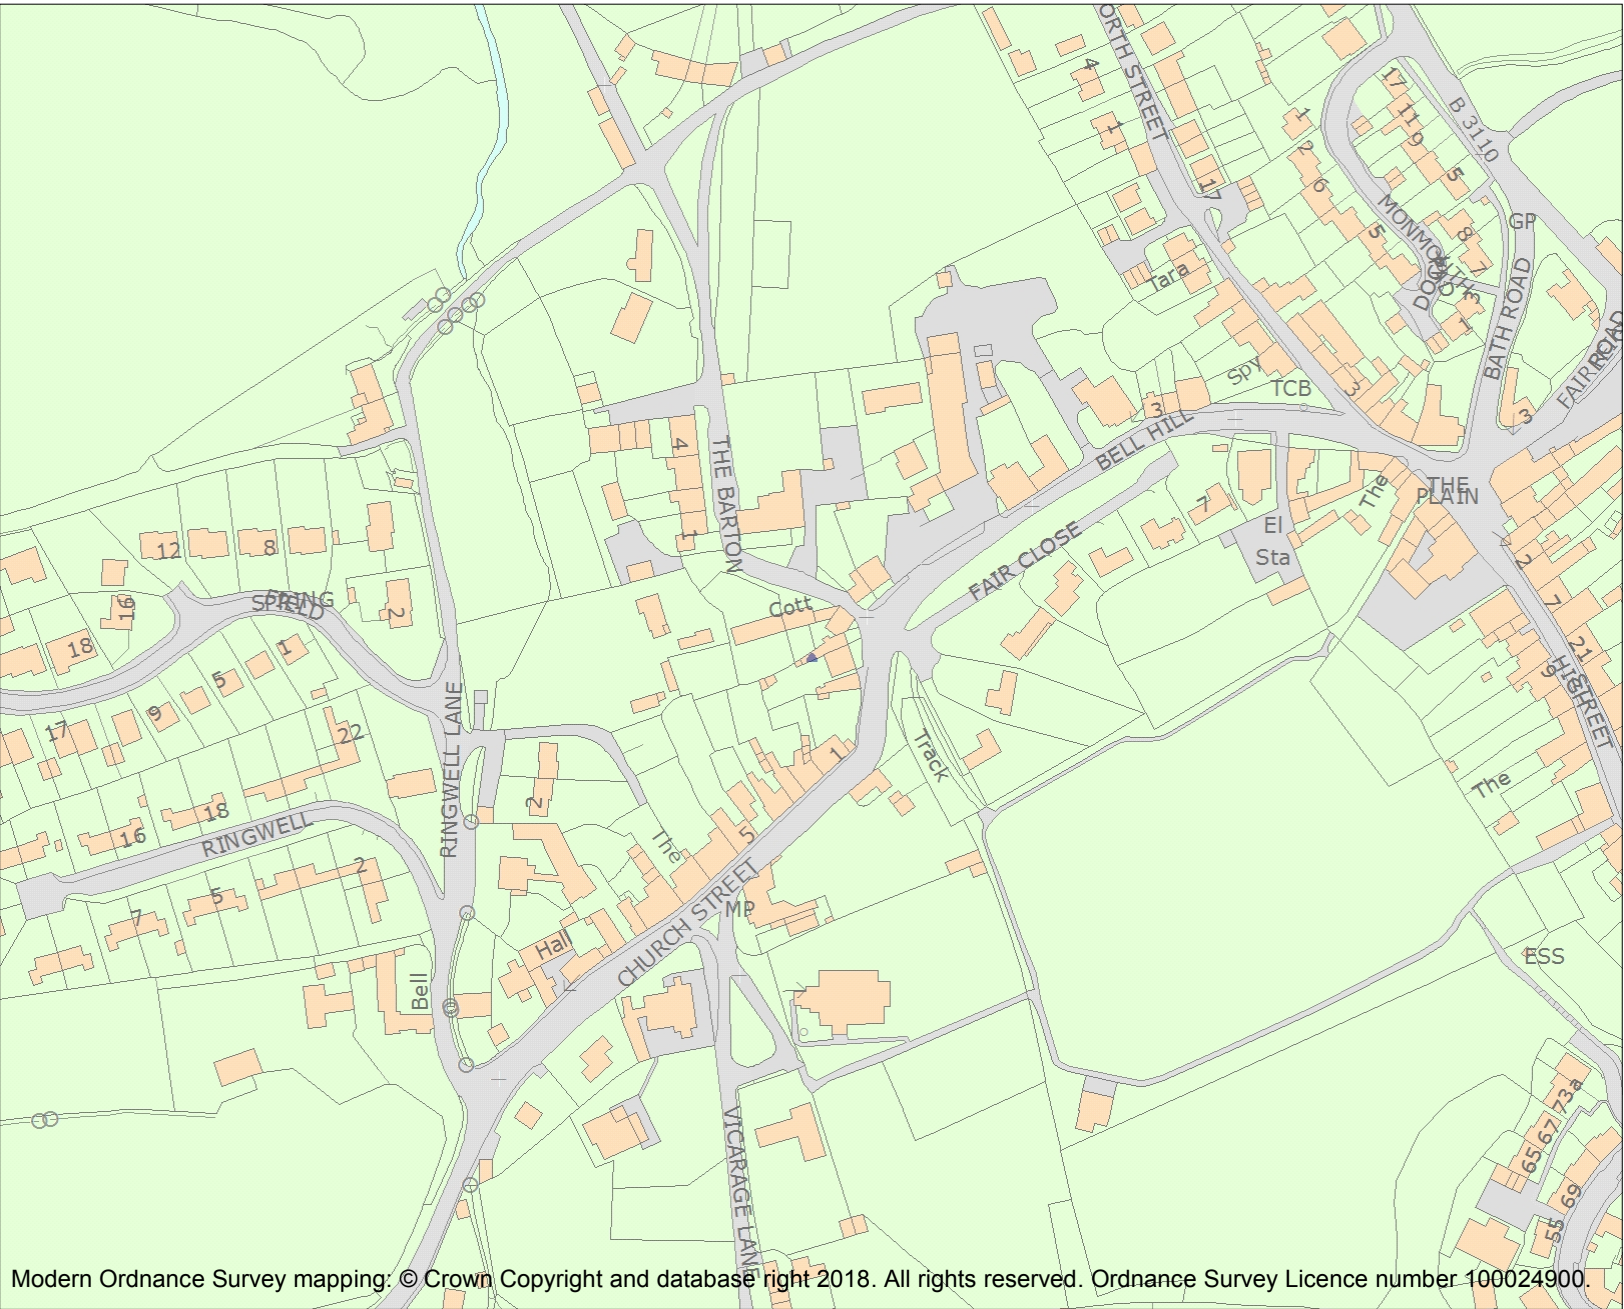 ORTH STREET
4
1
17
17
11
9
5
B 3110
1
2
6
5
MONMOUTH
8
7
3
1
GP
BATH ROAD
Tara
Spy
TCB
3
3
3
BELL HILL
THE
PLAIN
The
7
El
Sta
FAIR CLOSE
THE BARTON
4
1
12
8
SPRING
FIELD
2
16
18
1
5
9
17
Cott
RINGWELL LANE
22
2
2
1
Track
The
18
16
RINGWELL
7
5
5
The
CHURCH STREET
MP
Hall
Bell
2
7
21
9
HIGH STREET
ESS
73a
67
65
69
55
VICARAGE LANE
Modern Ordnance Survey mapping: © Crown Copyright and database right 2018. All rights reserved. Ordnance Survey Licence number 100024900.